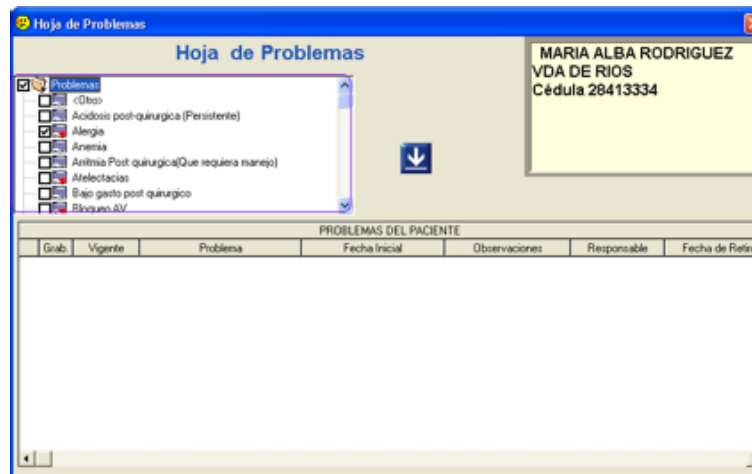 Hoja de Problemas
Hoja de Problemas
MARIA ALBA RODRIGUEZ
VDA DE RIOS
Cédula 28413334
Problemas
<Otro>
Acidosis post-quirurgica (Persistente)
Alergia
Anemia
Arritmia Post quirurgica(Que requiera manejo)
Atelectacias
Bajo gasto post quirurgico
Bloqueo AV
PROBLEMAS DEL PACIENTE
Grab. Vigente Problema Fecha Inicial Observaciones Responsable Fecha de Retir